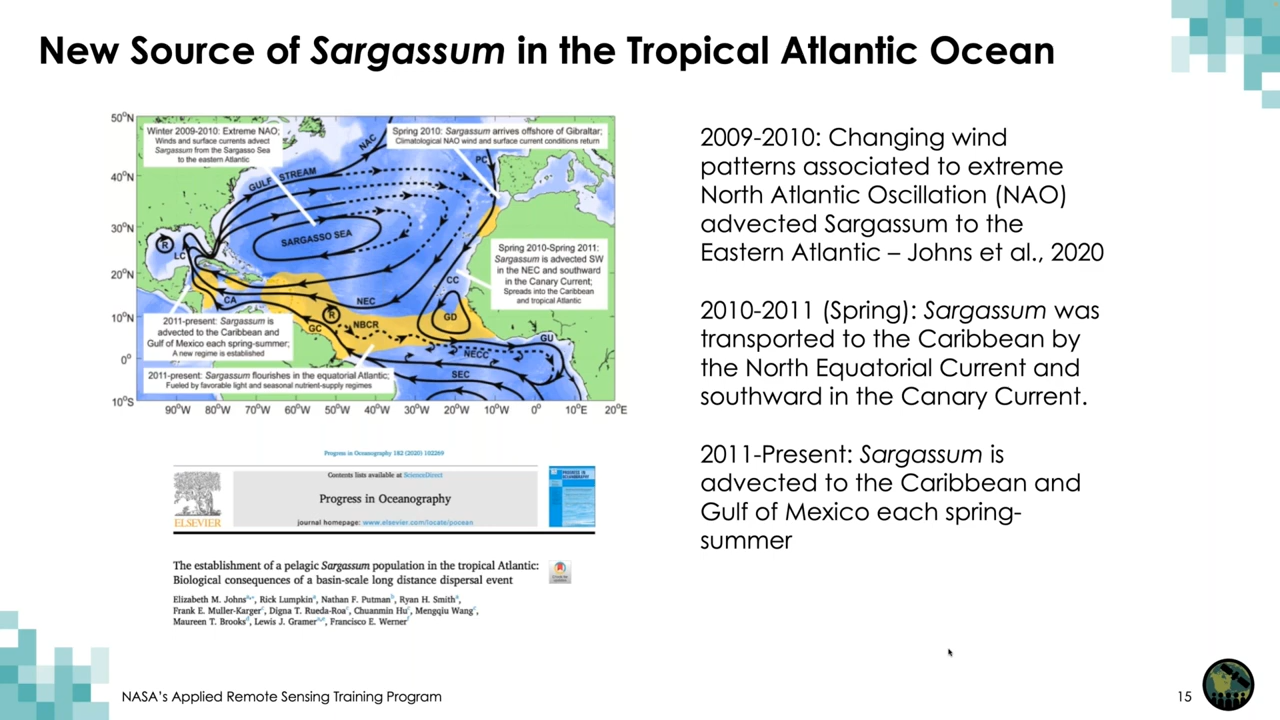 New Source of Sargassum in the Tropical Atlantic Ocean
50°N
40°N
30°N
20°N
10°N
0°
10°S
90°W 80°W 70°W 60°W 50°W 40°W 30°W 20°W 10°W 0° 10°E 20°E
Winter 2009-2010: Extreme NAO;
Winds and surface currents advect
Sargassum from the Sargasso Sea
to the eastern Atlantic
Spring 2010: Sargassum arrives offshore of Gibraltar;
Climatological NAO wind and surface current conditions return
NAC
PC
GULF STREAM
SARGASSO SEA
R
LC
Spring 2010-Spring 2011:
Sargassum is advected SW
in the NEC and southward
in the Canary Current;
Spreads into the Caribbean
and tropical Atlantic
CC
CA
NEC
R
GD
GC
NBCR
GU
NECC
SEC
2011-present: Sargassum is
advected to the Caribbean and
Gulf of Mexico each spring-summer;
A new regime is established
2011-present: Sargassum flourishes in the equatorial Atlantic;
Fueled by favorable light and seasonal nutrient-supply regimes
Progress in Oceanography 182 (2020) 102269
Contents lists available at ScienceDirect
Progress in Oceanography
journal homepage: www.elsevier.com/locate/pocean
ELSEVIER
The establishment of a pelagic Sargassum population in the tropical Atlantic:
Biological consequences of a basin-scale long distance dispersal event
Elizabeth M. Johns, Rick Lumpkin, Nathan F. Putman, Ryan H. Smith,
Frank E. Muller-Karger, Digna T. Rueda-Roa, Chuanmin Hu, Mengqiu Wang,
Maureen T. Brooks, Lewis J. Gramer, Francisco E. Werner
2009-2010: Changing wind
patterns associated to extreme
North Atlantic Oscillation (NAO)
advected Sargassum to the
Eastern Atlantic – Johns et al., 2020
2010-2011 (Spring): Sargassum was
transported to the Caribbean by
the North Equatorial Current and
southward in the Canary Current.
2011-Present: Sargassum is
advected to the Caribbean and
Gulf of Mexico each spring-
summer
NASA's Applied Remote Sensing Training Program
15